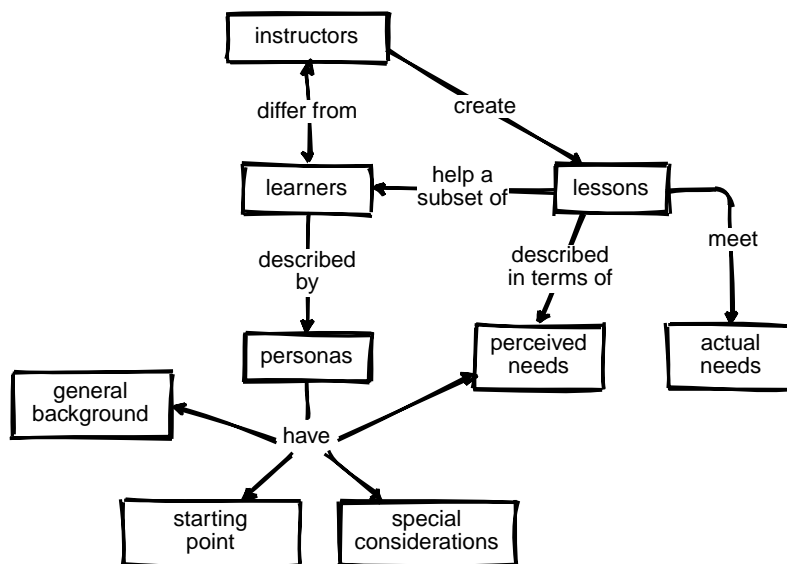 instructors
differ from
create
learners
help a
subset of
lessons
described
by
described
in terms of
meet
personas
perceived
needs
actual
needs
general
background
have
starting
point
special
considerations